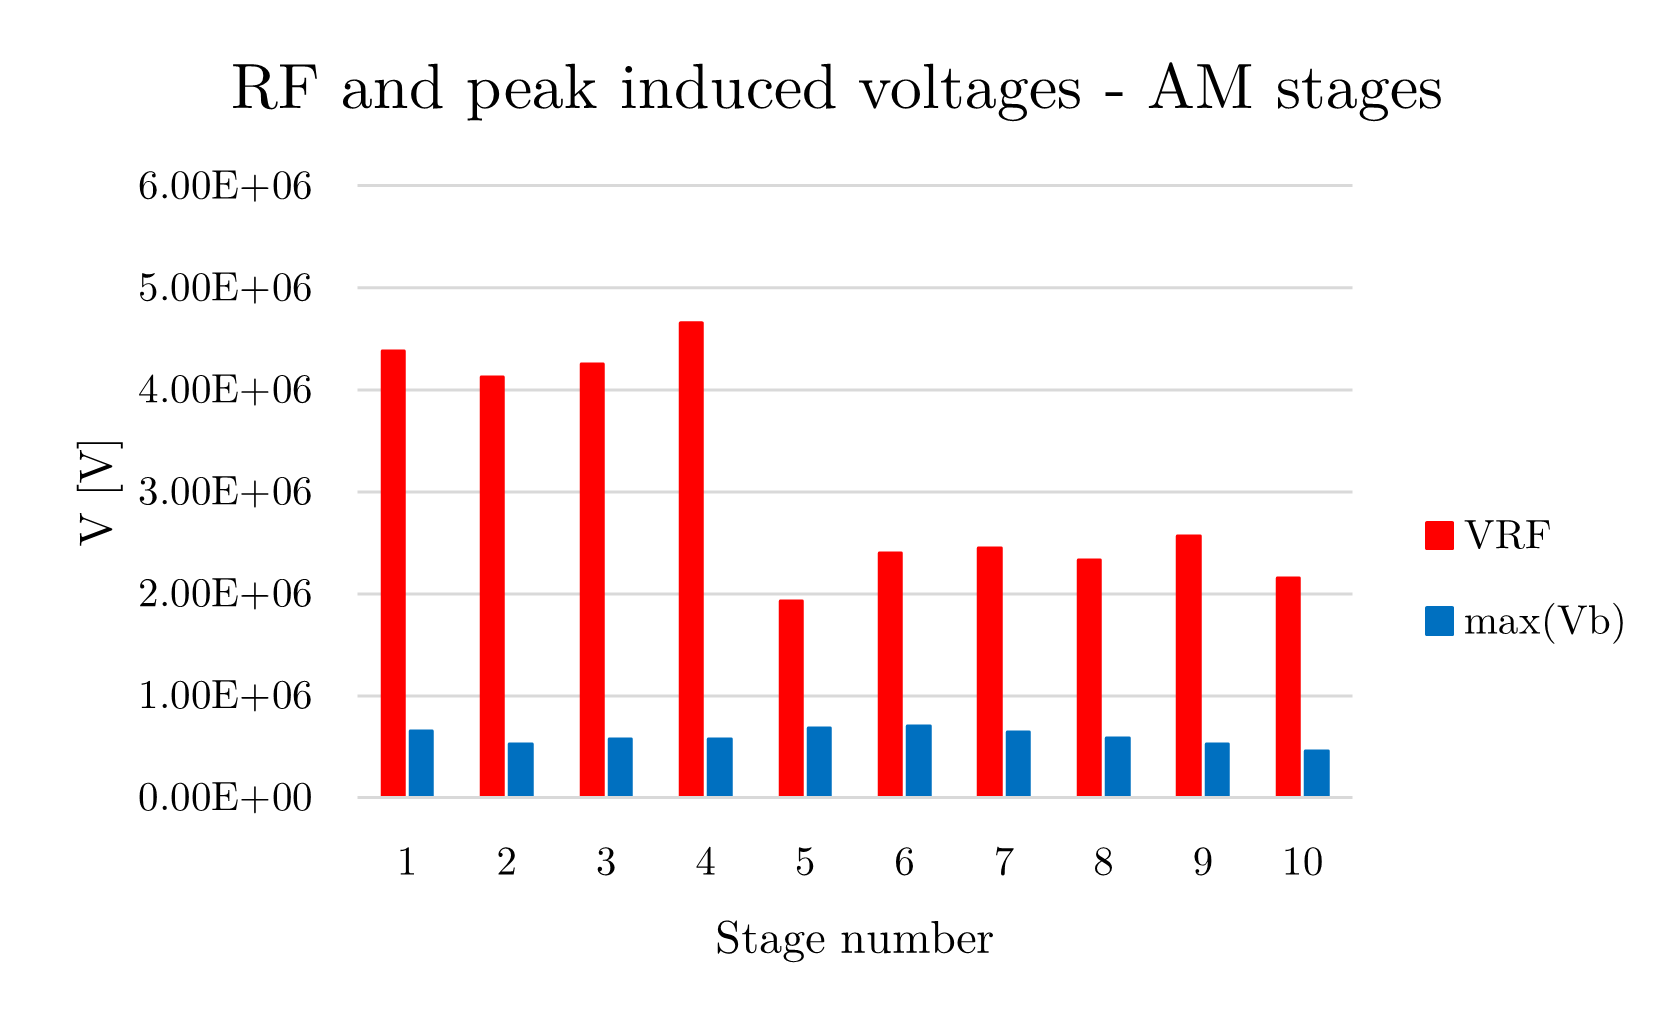 RF and peak induced voltages - AM stages
6.00E+06
5.00E+06
4.00E+06
3.00E+06
2.00E+06
1.00E+06
0.00E+00
V [V]
1 2 3 4 5 6 7 8 9 10
Stage number
VRF
max(Vb)